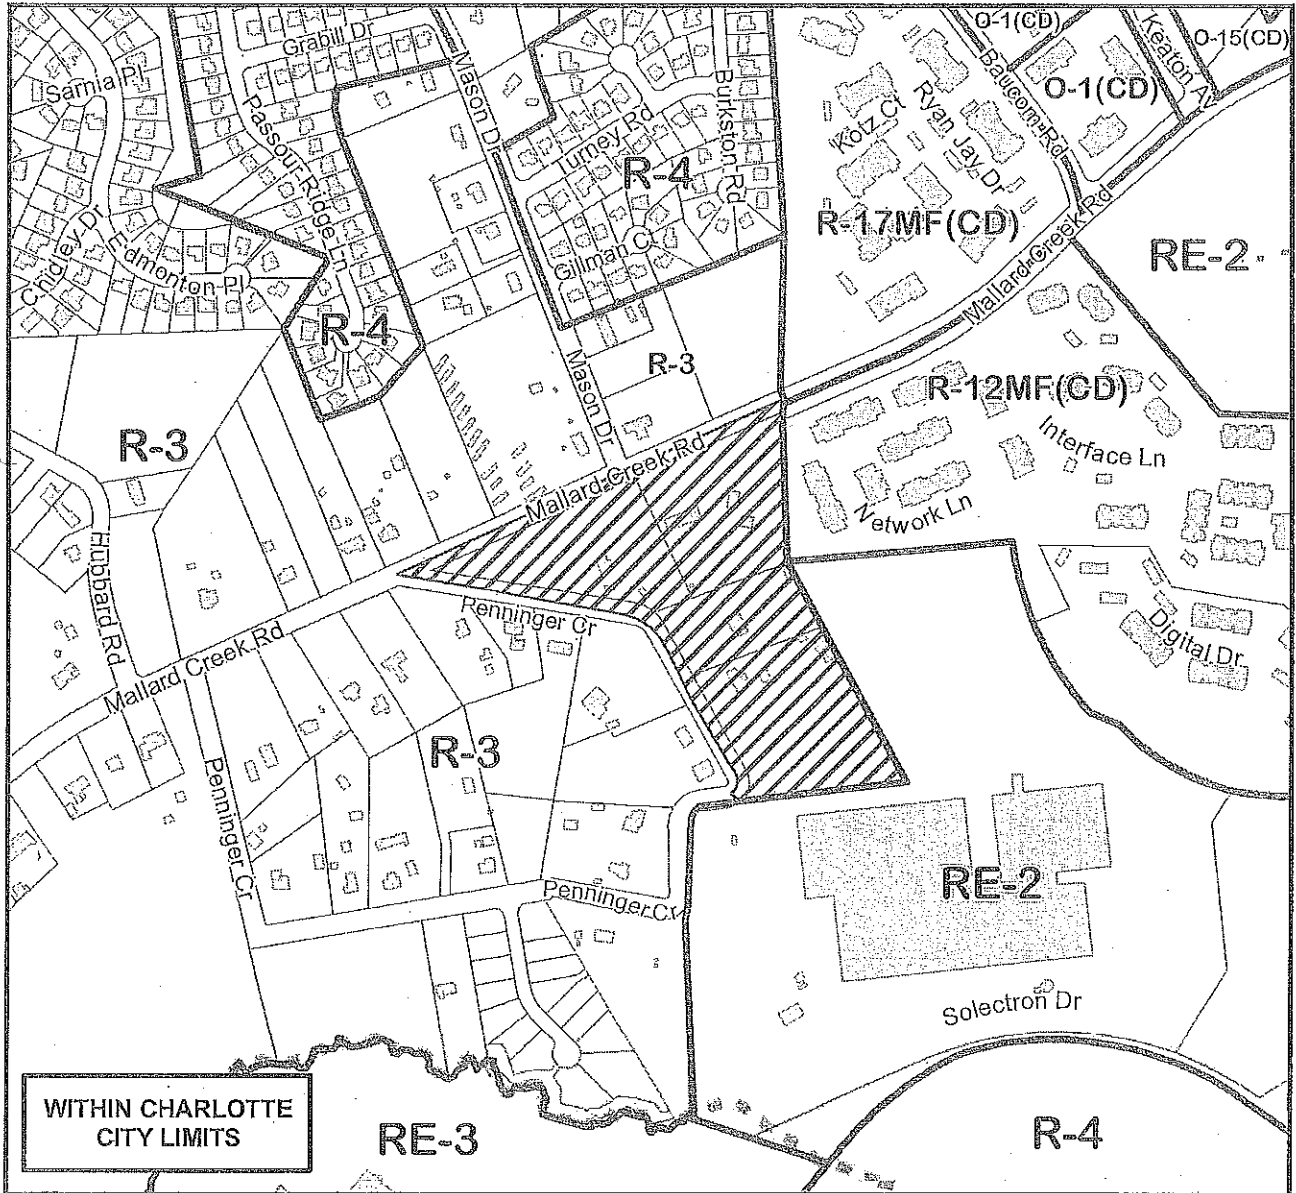 O-1(CD)
Keaton Av
O-15(CD)
Grabill Dr
Mason Dr
Sarnia Pl
Passour Ridge Ln
Burkston Rd
Turney Rd
R-4
Kotz Ct
Ryan Jay Dr
Baucom Rd
O-1(CD)
Chidley Dr
Edmonton Pl
Gillman Ct
R-17MF(CD)
Mallard Creek Rd
RE-2
R-4
R-3
Mason Dr
R-12MF(CD)
R-3
Interface Ln
Mallard Creek Rd
Network Ln
Hubbard Rd
Penninger Cr
Digital Dr
Mallard Creek Rd
R-3
Penninger Cr
RE-2
Penninger Cr
Solectron Dr
WITHIN CHARLOTTE
CITY LIMITS
RE-3
R-4